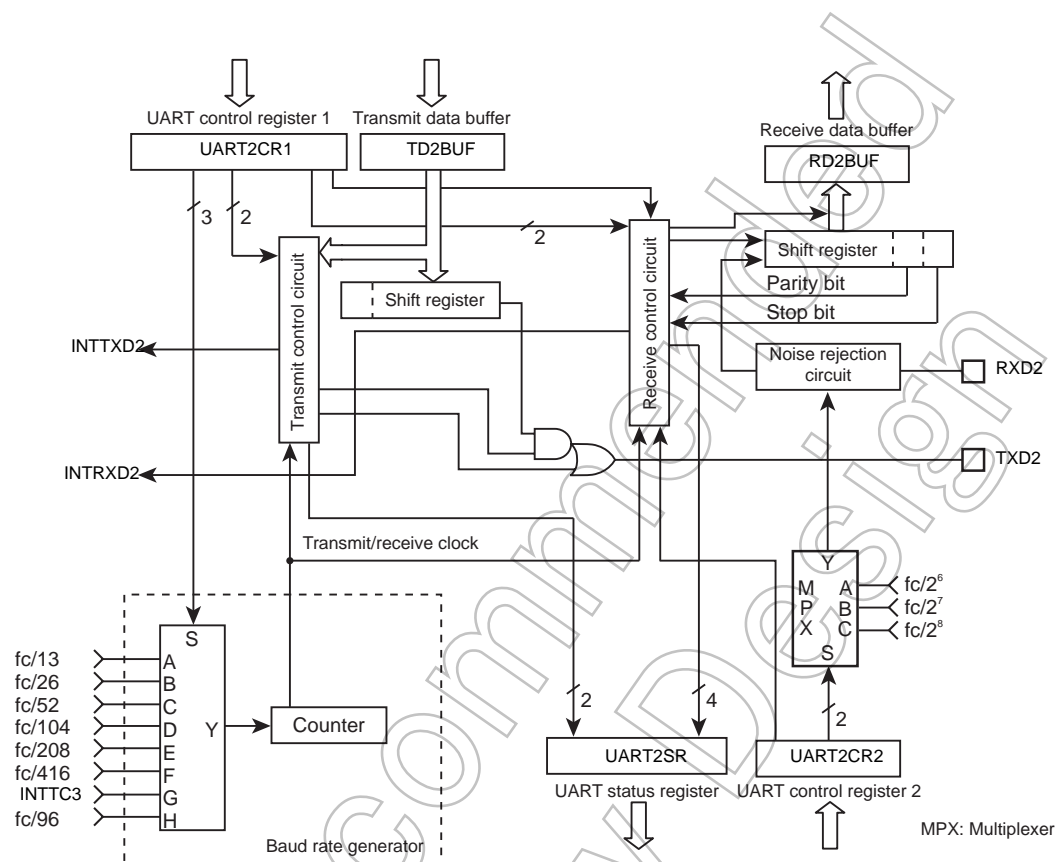 UART control register 1
Transmit data buffer
Receive data buffer
UART2CR1
TD2BUF
RD2BUF
3
2
2
Transmit control circuit
Receive control circuit
Shift register
Shift register
Parity bit
Stop bit
Noise rejection
circuit
INTTXD2
RXD2
INTRXD2
TXD2
Transmit/receive clock
S
fc/13
A
fc/26
B
fc/52
C
fc/104
D
Y
fc/208
E
fc/416
F
INTTC3
G
fc/96
H
Counter
Baud rate generator
Y
M
P
X
A
B
C
S
fc/2⁶
fc/2⁷
fc/2⁸
2
4
2
UART2SR
UART2CR2
UART status register
UART control register 2
MPX: Multiplexer
commended
Design